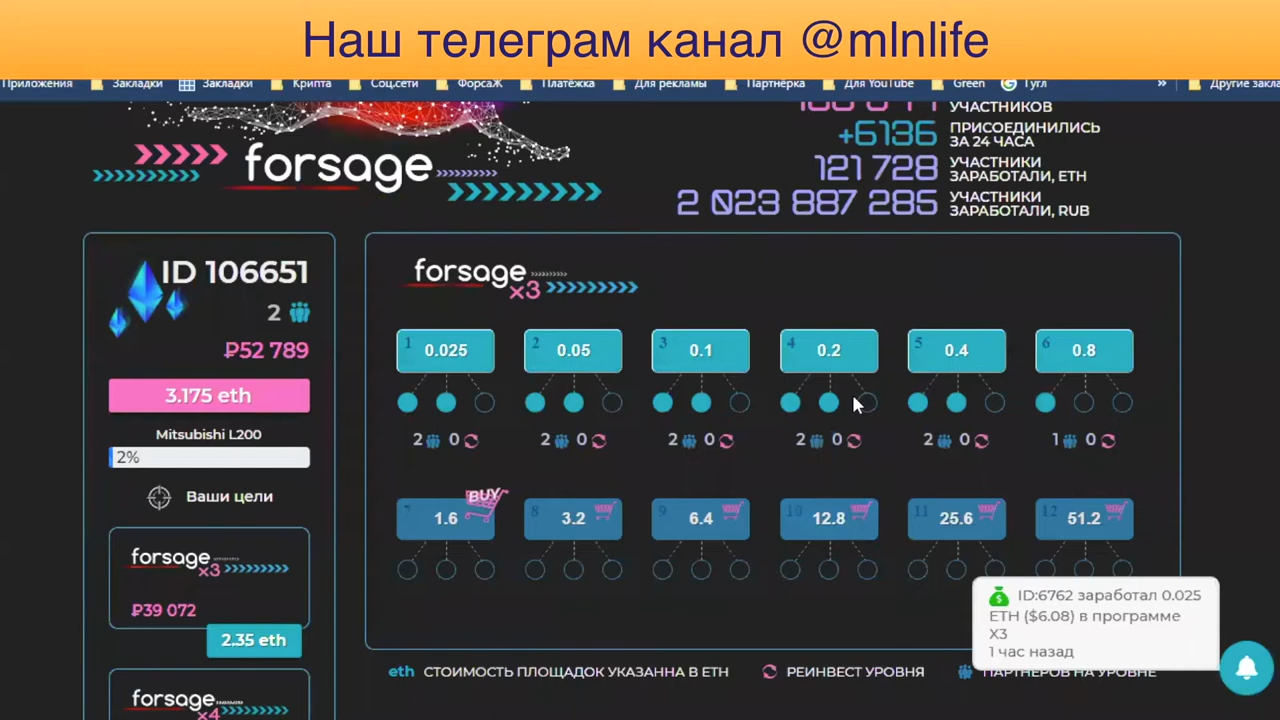 Наш телеграм канал @mlnlife
Приложения Закладки Закладки Крипта Соц.сети ФорсаЖ Платёжка Для рекламы Партнёрка Для YouTube Green Гугл » Другие закла
УЧАСТНИКОВ
+6136 ПРИСОЕДИНИЛИСЬ
ЗА 24 ЧАСА
121 728 УЧАСТНИКИ
ЗАРАБОТАЛИ, ETH
2 023 887 285 УЧАСТНИКИ
ЗАРАБОТАЛИ, RUB
forsage
ID 106651
2
₽52 789
3.175 eth
Mitsubishi L200
2%
Ваши цели
forsage
x3
₽39 072
2.35 eth
forsage
x4
forsage
x3
1 0.025 2 0.05 3 0.1 4 0.2 5 0.4 6 0.8
2 0 2 0 2 0 2 0 2 0 1 0
BUY
7 1.6 8 3.2 9 6.4 10 12.8 11 25.6 12 51.2
ID:6762 заработал 0.025
ETH ($6.08) в программе
X3
1 час назад
eth СТОИМОСТЬ ПЛОЩАДОК УКАЗАННА В ETH РЕИНВЕСТ УРОВНЯ ПАРТНЕРОВ НА УРОВНЕ